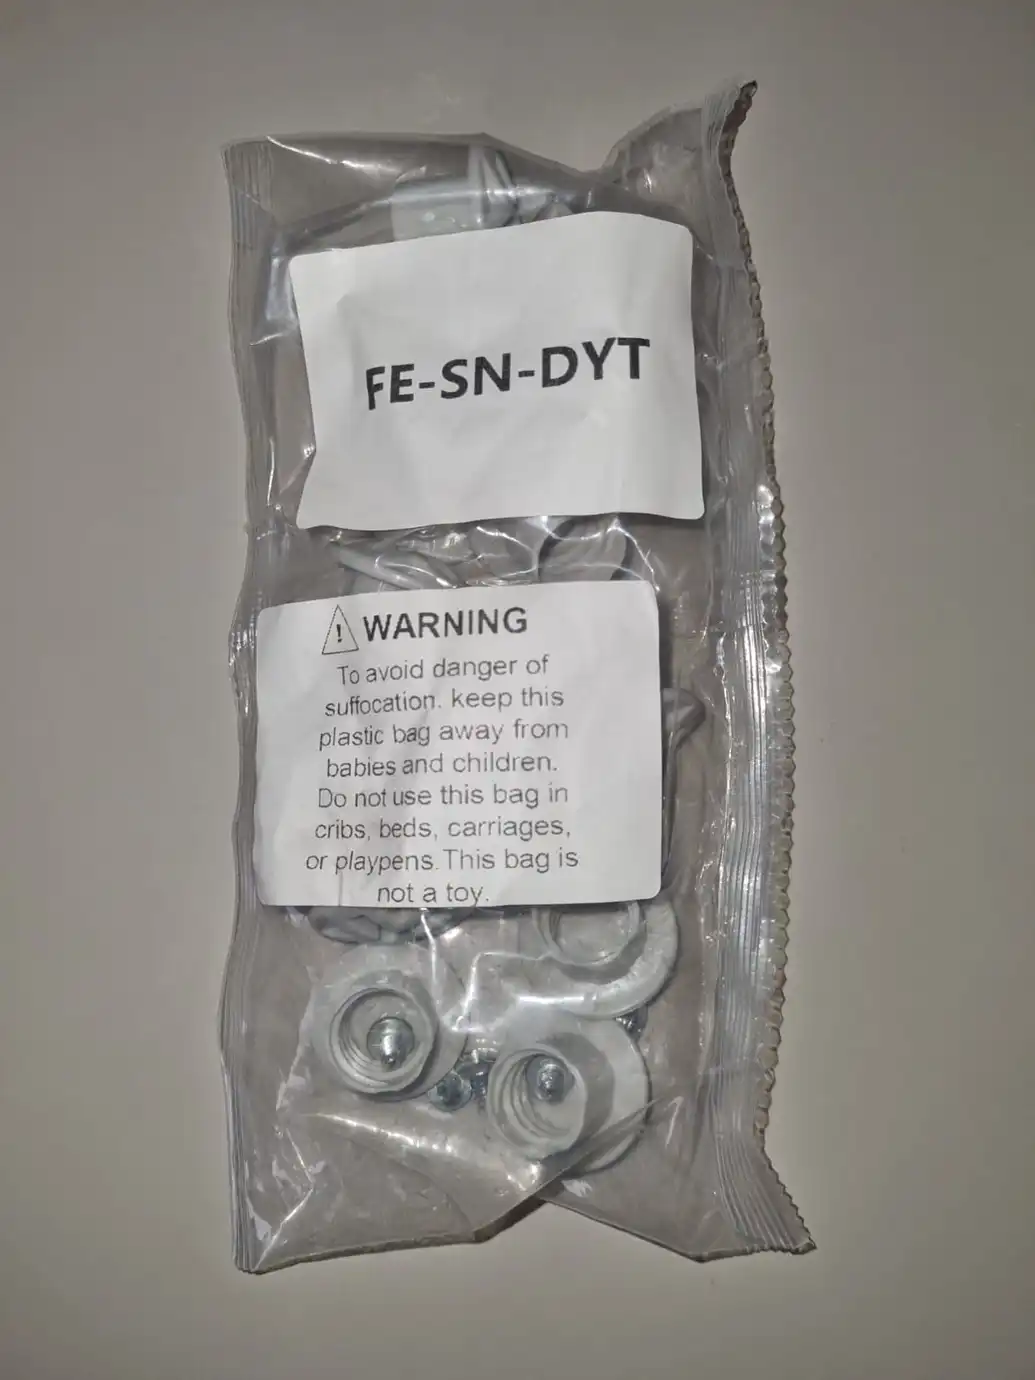 FE-SN-DYT
! WARNING
To avoid danger of
suffocation. keep this
plastic bag away from
babies and children.
Do not use this bag in
cribs, beds, carriages,
or playpens. This bag is
not a toy.